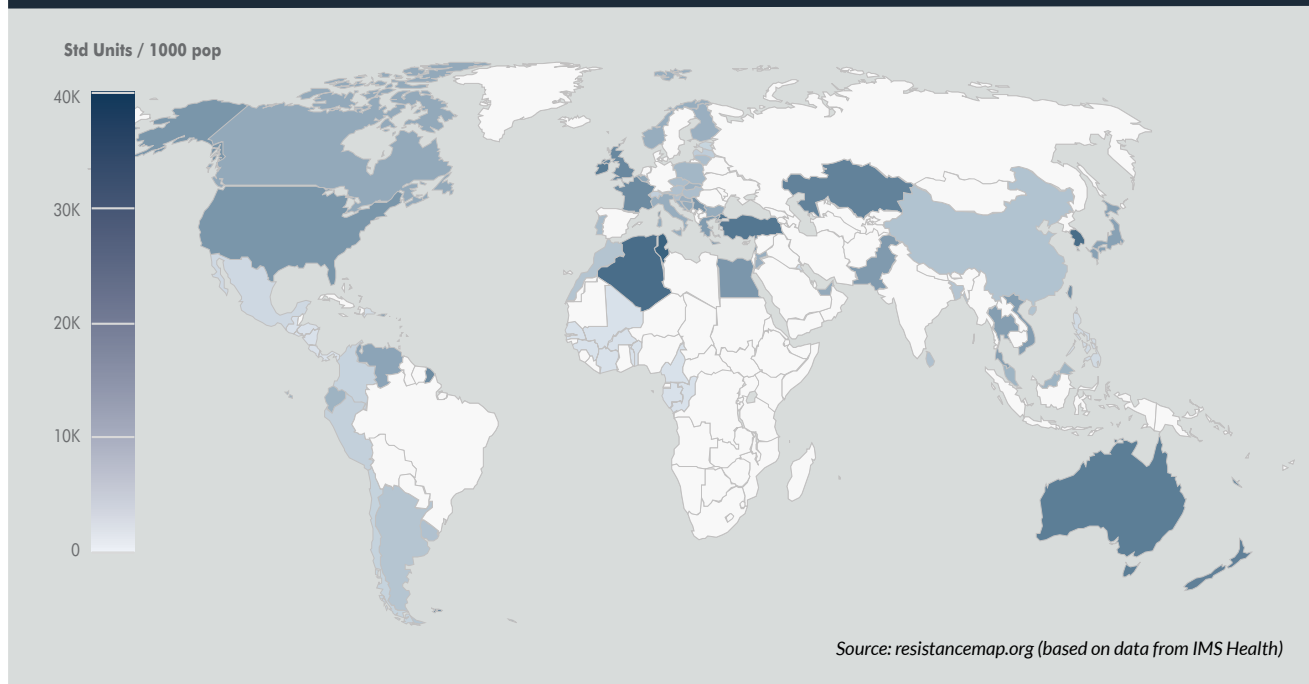 Std Units / 1000 pop
40K
30K
20K
10K
0
Source: resistancemap.org (based on data from IMS Health)